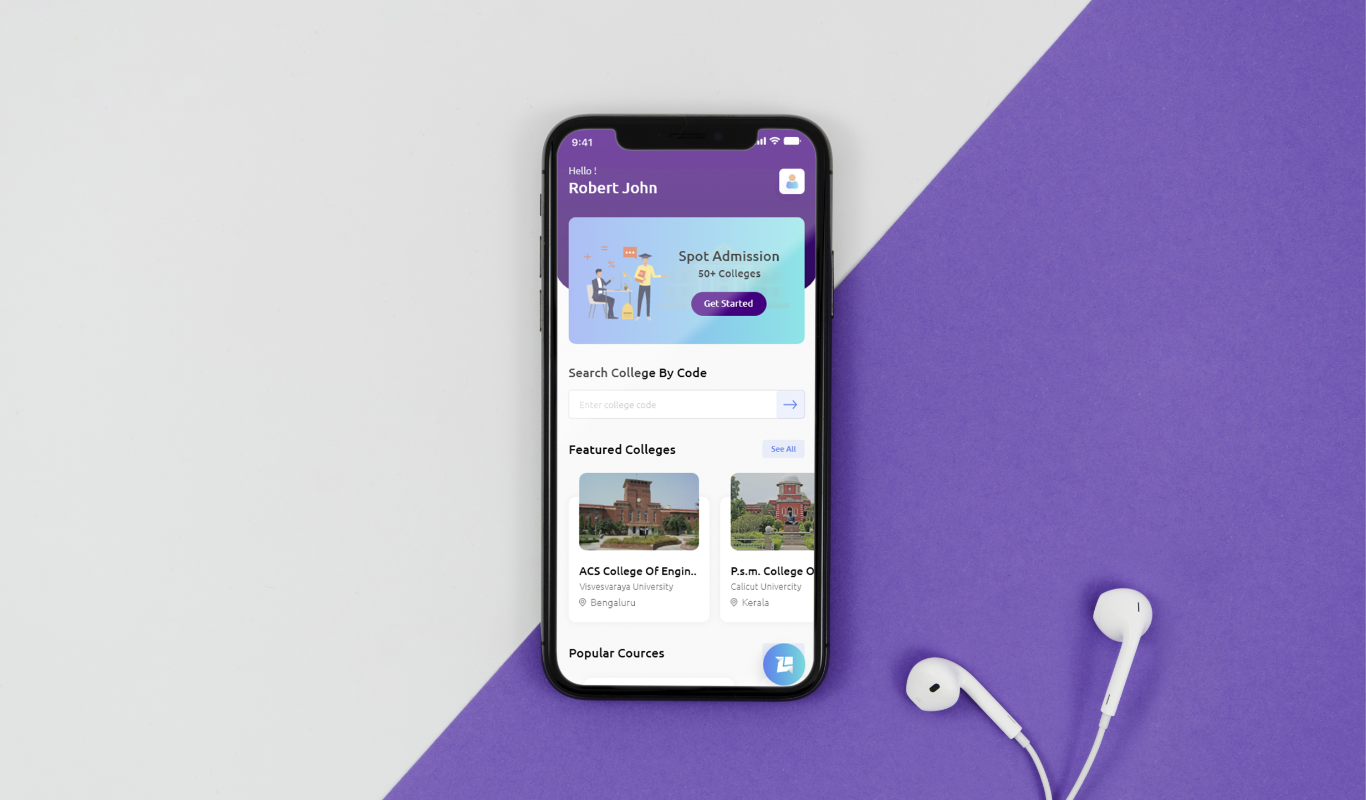 9:41
Hello !
Robert John
Spot Admission
50+ Colleges
Get Started
Search College By Code
Enter college code
Featured Colleges
See All
ACS College Of Engin..
P.s.m. College O
Visvesvaraya University
Calicut Univercity
Bengaluru
Kerala
Popular Cources